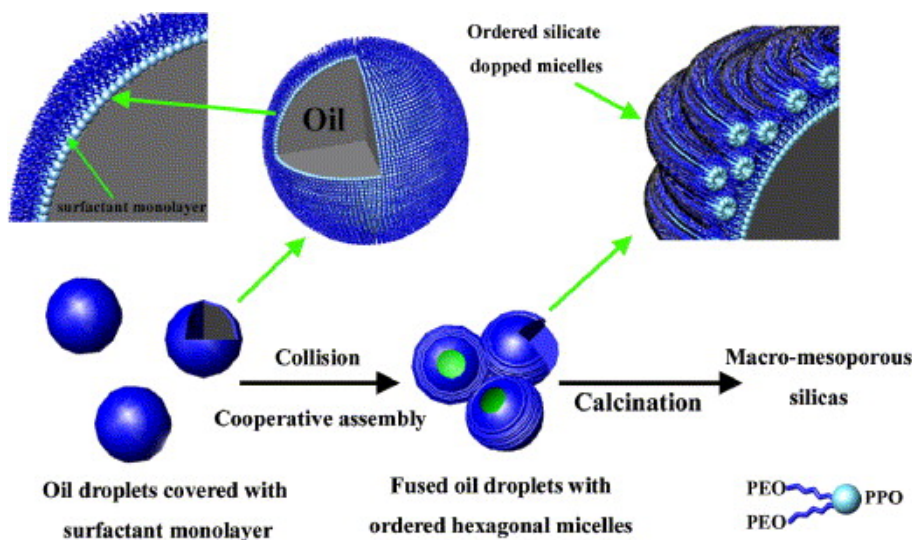 Ordered silicate
dopped micelles
Oil
surfactant monolayer
Collision
Cooperative assembly
Calcination
Macro-mesoporous
silicas
Oil droplets covered with
surfactant monolayer
Fused oil droplets with
ordered hexagonal micelles
PEO
PPO
PEO